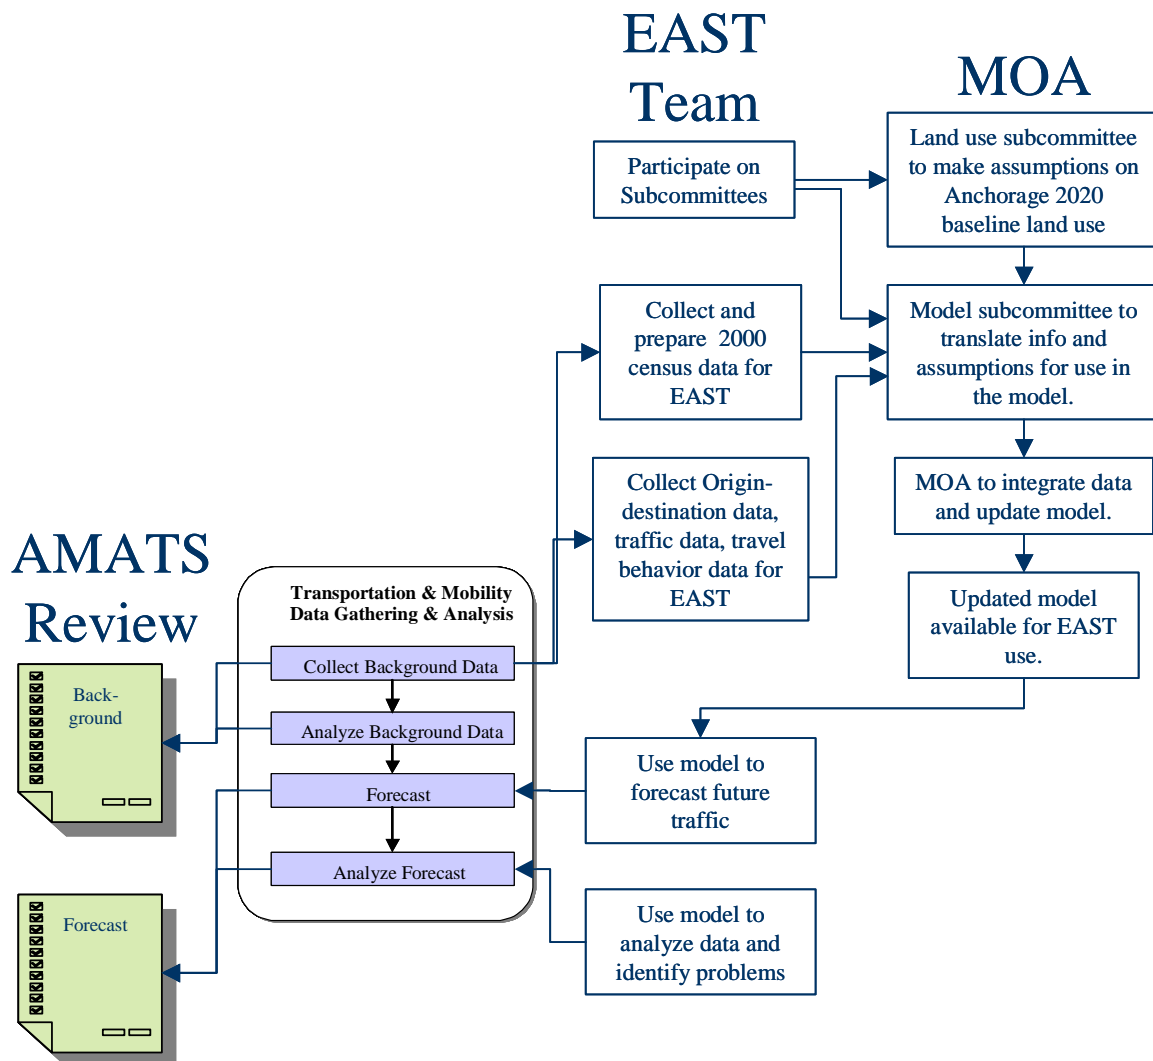 EAST
Team
MOA
Participate on
Subcommittees
Land use subcommittee
to make assumptions on
Anchorage 2020
baseline land use
Collect and
prepare 2000
census data for
EAST
Model subcommittee to
translate info and
assumptions for use in
the model.
Collect Origin-
destination data,
traffic data, travel
behavior data for
EAST
MOA to integrate data
and update model.
Updated model
available for EAST
use.
AMATS
Review
Transportation & Mobility
Data Gathering & Analysis
Collect Background Data
Analyze Background Data
Forecast
Analyze Forecast
Back-
ground
Forecast
Use model to
forecast future
traffic
Use model to
analyze data and
identify problems